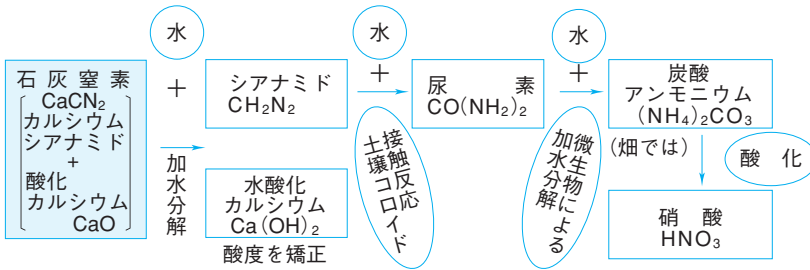 水
水
水
石灰窒素
CaCN2
カルシウム
シアナミド
+
酸化
カルシウム
CaO
+
加水分解
シアナミド
CH2N2
水酸化
カルシウム
Ca(OH)2
酸度を矯正
+
接触反応
土壌コロイド
尿素
CO(NH2)2
+
微生物による
加水分解
炭酸
アンモニウム
(NH4)2CO3
(畑では)
酸化
硝酸
HNO3